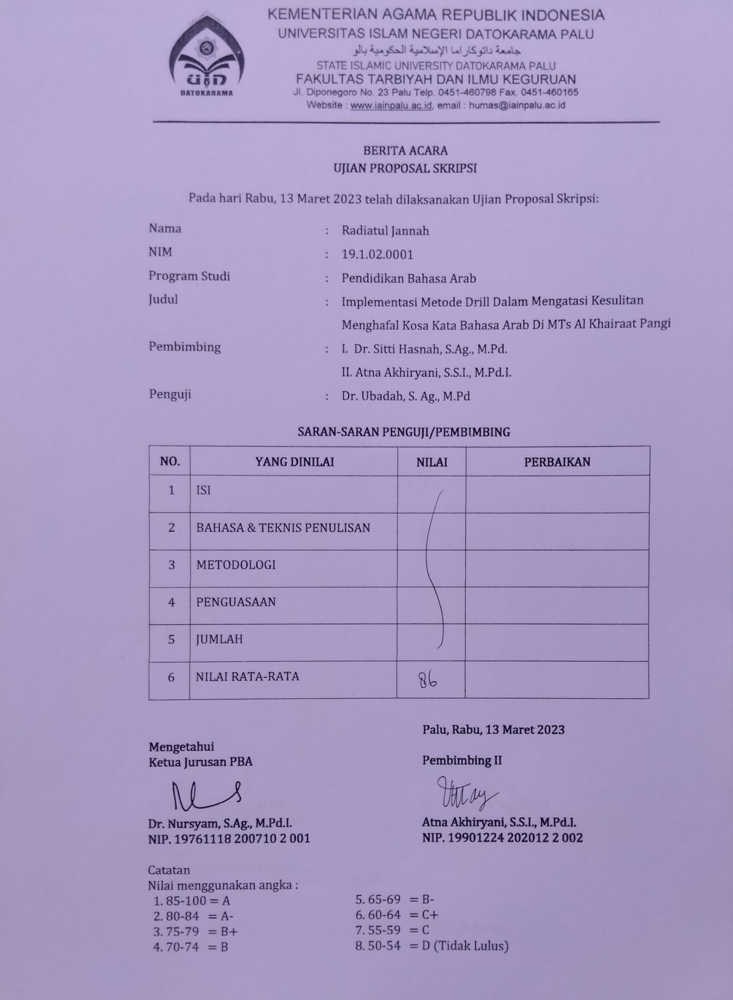 KEMENTERIAN AGAMA REPUBLIK INDONESIA
UNIVERSITAS ISLAM NEGERI DATOKARAMA PALU
جامعة داتوكاراما الإسلامية الحكومية بالو
STATE ISLAMIC UNIVERSITY DATOKARAMA PALU
FAKULTAS TARBIYAH DAN ILMU KEGURUAN
Jl. Diponegoro No. 23 Palu Telp. 0451-460798 Fax. 0451-460165
Website : www.iainpalu.ac.id, email : humas@iainpalu.ac.id
UiD
DATOKARAMA
BERITA ACARA
UJIAN PROPOSAL SKRIPSI
Pada hari Rabu, 13 Maret 2023 telah dilaksanakan Ujian Proposal Skripsi:
Nama : Radiatul Jannah
NIM : 19.1.02.0001
Program Studi : Pendidikan Bahasa Arab
Judul : Implementasi Metode Drill Dalam Mengatasi Kesulitan
Menghafal Kosa Kata Bahasa Arab Di MTs Al Khairaat Pangi
Pembimbing : I. Dr. Sitti Hasnah, S.Ag., M.Pd.
II. Atna Akhiryani, S.S.I., M.Pd.I.
Penguji : Dr. Ubadah, S. Ag., M.Pd
SARAN-SARAN PENGUJI/PEMBIMBING
NO. YANG DINILAI NILAI PERBAIKAN
1 ISI
2 BAHASA & TEKNIS PENULISAN
3 METODOLOGI
4 PENGUASAAN
5 JUMLAH
6 NILAI RATA-RATA 86
Palu, Rabu, 13 Maret 2023
Mengetahui
Ketua Jurusan PBA Pembimbing II
Dr. Nursyam, S.Ag., M.Pd.I. Atna Akhiryani, S.S.I., M.Pd.I.
NIP. 19761118 200710 2 001 NIP. 19901224 202012 2 002
Catatan
Nilai menggunakan angka :
1. 85-100 = A 5. 65-69 = B-
2. 80-84 = A- 6. 60-64 = C+
3. 75-79 = B+ 7. 55-59 = C
4. 70-74 = B 8. 50-54 = D (Tidak Lulus)